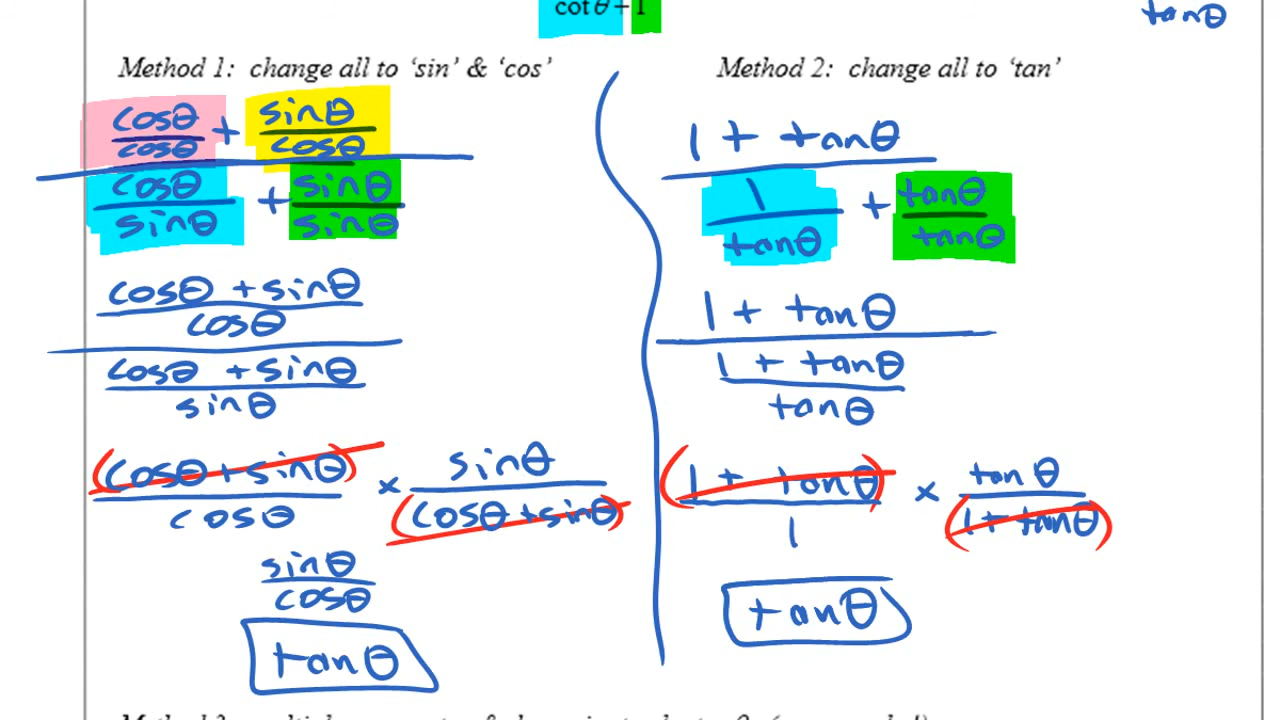 cot θ + 1
tanθ
Method 1: change all to ‘sin’ & ‘cos’
cosθ/cosθ + sinθ/cosθ
cosθ/sinθ + sinθ/sinθ
cosθ + sinθ
cosθ
cosθ + sinθ
sinθ
(cosθ + sinθ)/cosθ × sinθ/(cosθ + sinθ)
sinθ
cosθ
tanθ
Method 2: change all to ‘tan’
1 + tanθ
1/tanθ + tanθ/tanθ
1 + tanθ
1 + tanθ
tanθ
(1 + tanθ)/1 × tanθ/(1 + tanθ)
tanθ